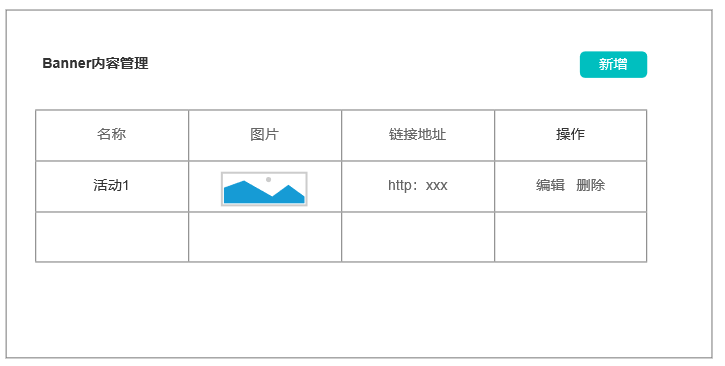 Banner内容管理
新增
名称 图片 链接地址 操作
活动1 http：xxx 编辑 删除